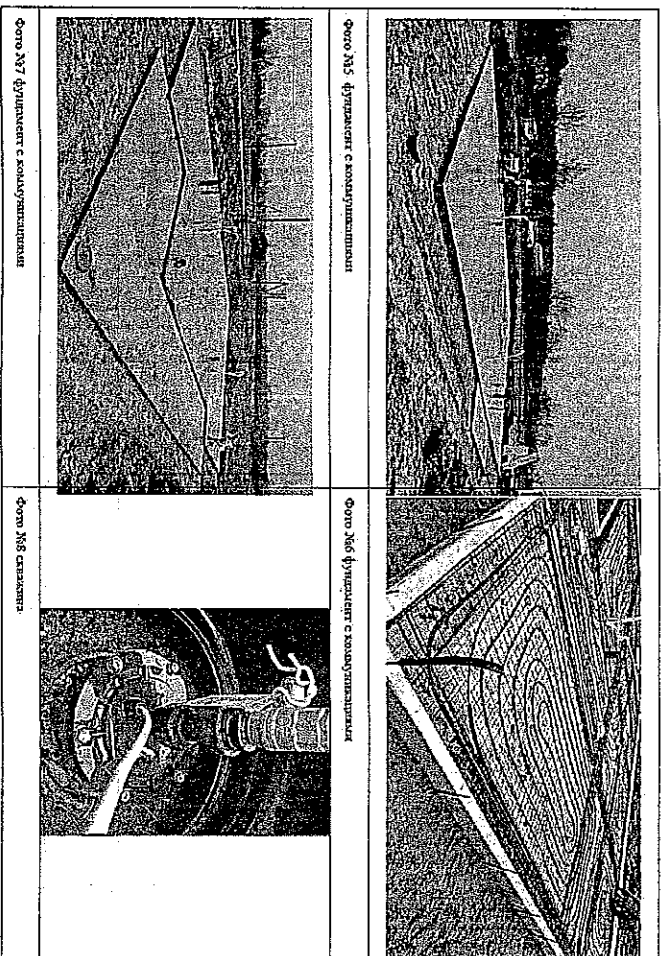 Фото №5 фундамент с коммуникациями
Фото №6 фундамент с коммуникациями
Фото №7 фундамент с коммуникациями
Фото №8 скважина